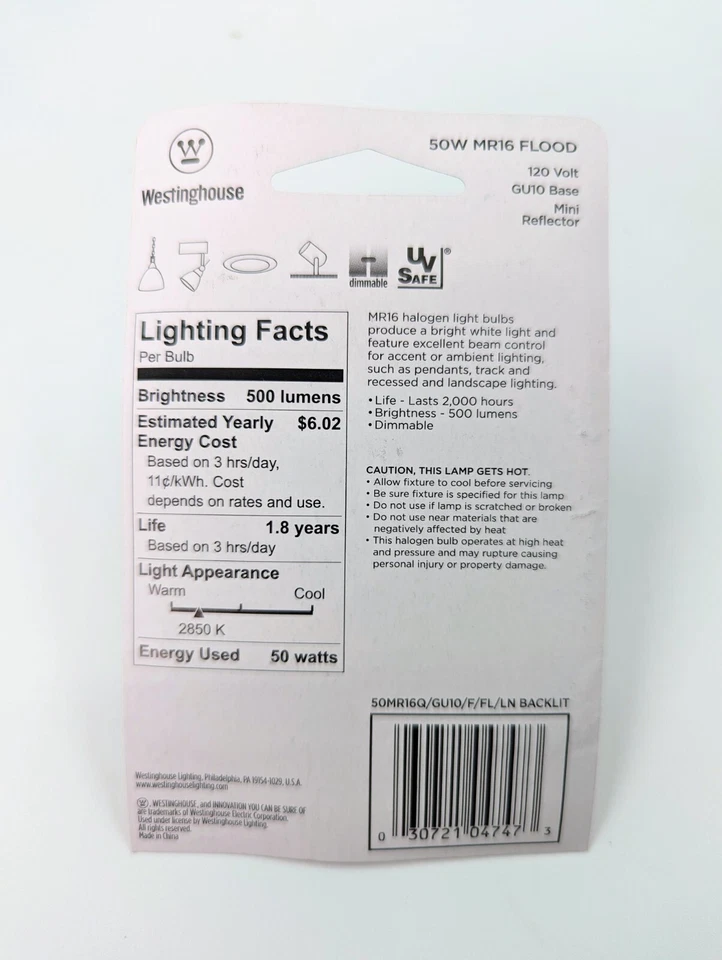 Westinghouse
50W MR16 FLOOD
120 Volt
GU10 Base
Mini
Reflector
dimmable
UV
SAFE®
Lighting Facts
Per Bulb
Brightness 500 lumens
Estimated Yearly $6.02
Energy Cost
Based on 3 hrs/day,
11¢/kWh. Cost
depends on rates and use.
Life 1.8 years
Based on 3 hrs/day
Light Appearance
Warm Cool
2850 K
Energy Used 50 watts
MR16 halogen light bulbs
produce a bright white light and
feature excellent beam control
for accent or ambient lighting,
such as pendants, track and
recessed and landscape lighting.
• Life - Lasts 2,000 hours
• Brightness - 500 lumens
• Dimmable
CAUTION, THIS LAMP GETS HOT.
• Allow fixture to cool before servicing
• Be sure fixture is specified for this lamp
• Do not use if lamp is scratched or broken
• Do not use near materials that are
negatively affected by heat
• This halogen bulb operates at high heat
and pressure and may rupture causing
personal injury or property damage.
50MR16Q/GU10/F/FL/LN BACKLIT
0 30721 04747 3
Westinghouse Lighting, Philadelphia, PA 19154-1029, U.S.A.
www.westinghouselighting.com
W, WESTINGHOUSE, and INNOVATION YOU CAN BE SURE OF
are trademarks of Westinghouse Electric Corporation.
Used under license by Westinghouse Lighting.
All rights reserved.
Made in China